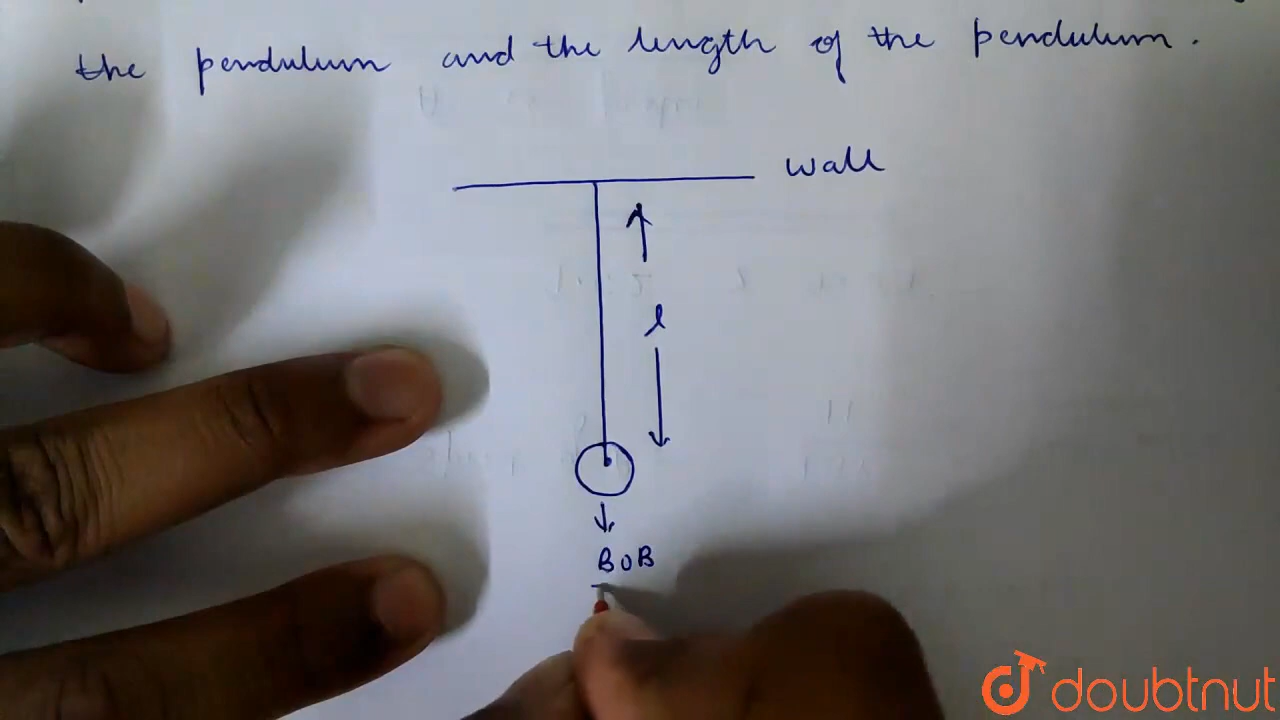 the pendulum and the length of the pendulum.
wall
l
BOB
doubtnut